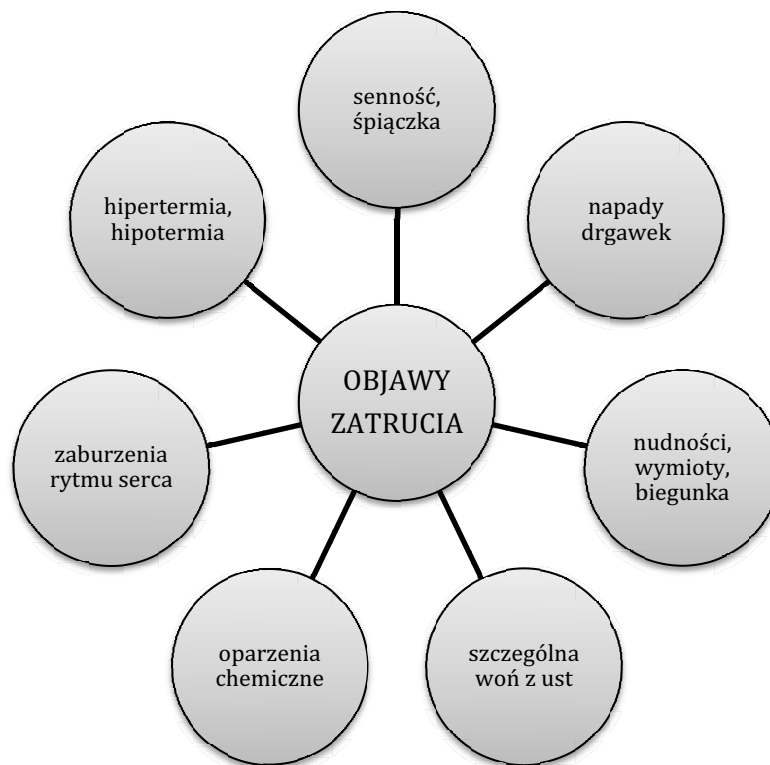 senność,
śpiączka
hipertermia,
hipotermia
napady
drgawek
OBJAWY
ZATRUCIA
zaburzenia
rytmu serca
nudności,
wymioty,
biegunka
oparzenia
chemiczne
szczególna
woń z ust